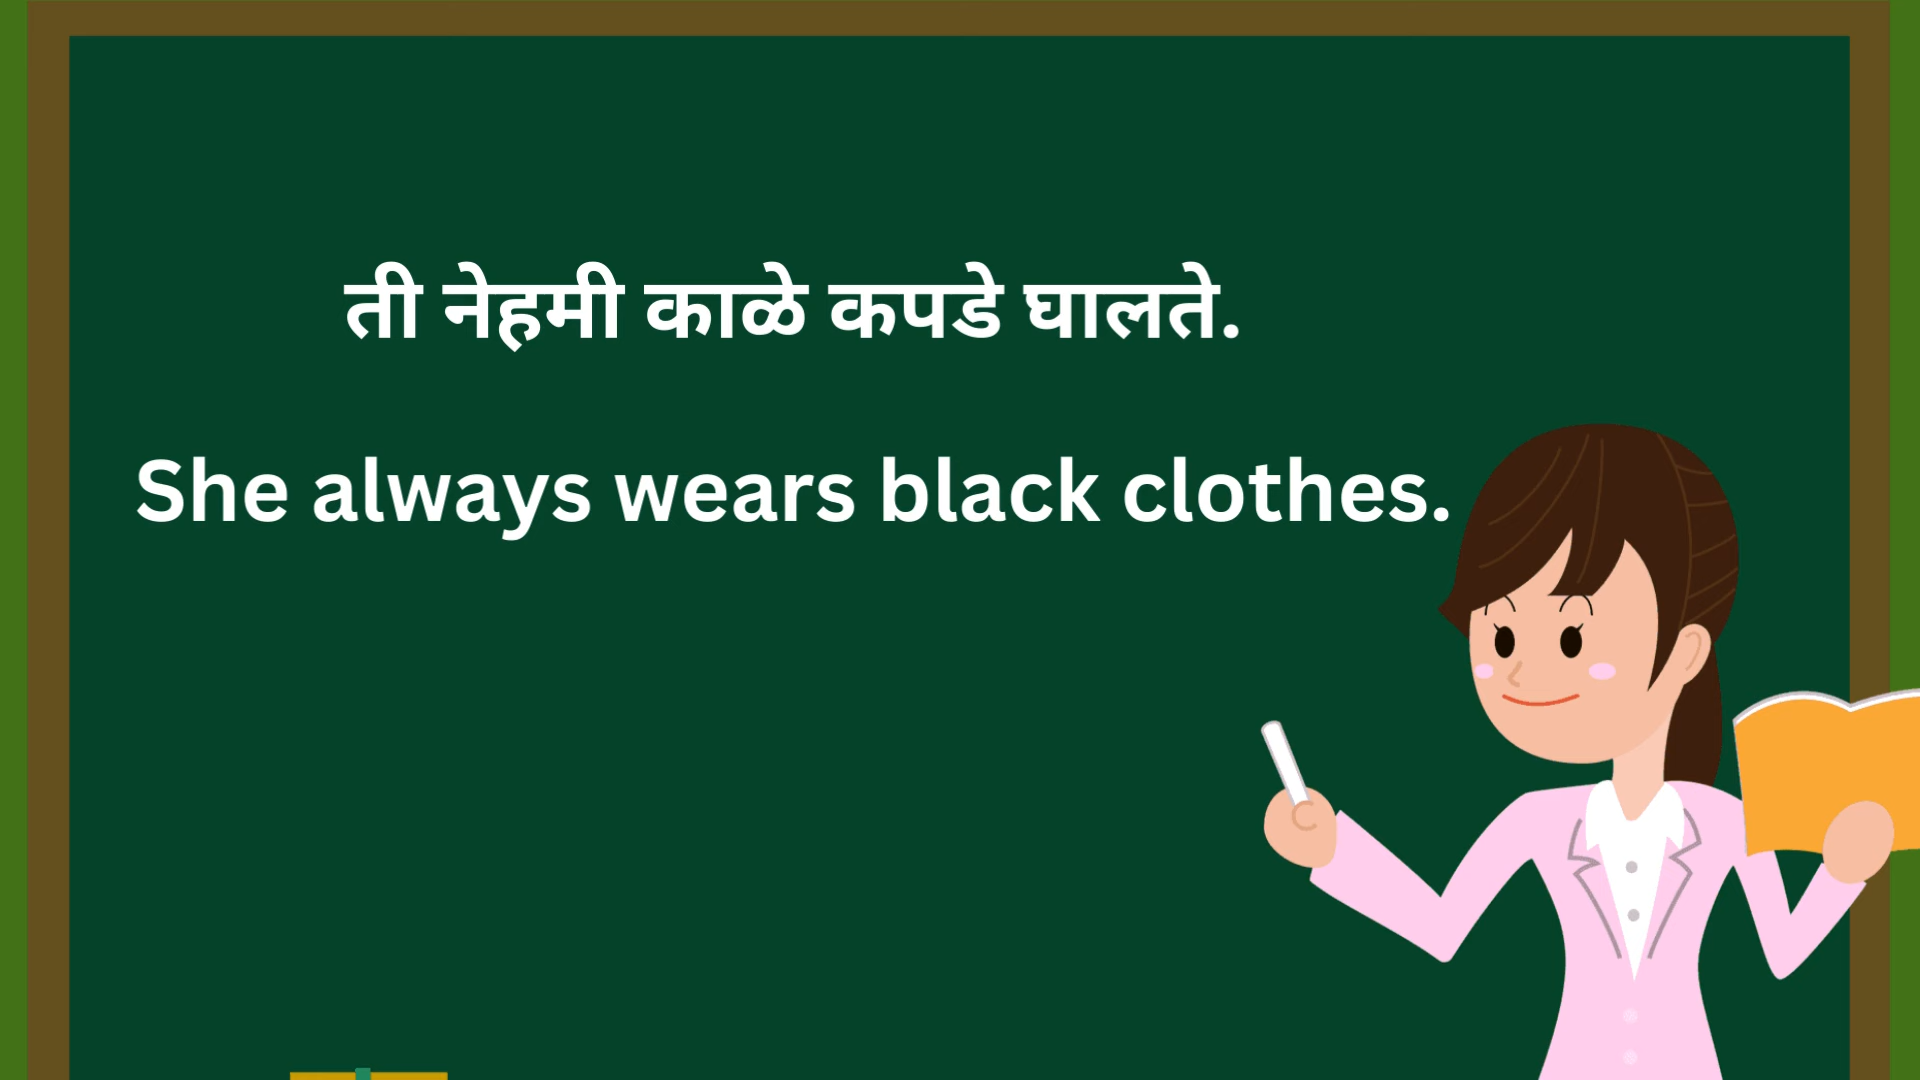 ती नेहमी काळे कपडे घालते.
She always wears black clothes.